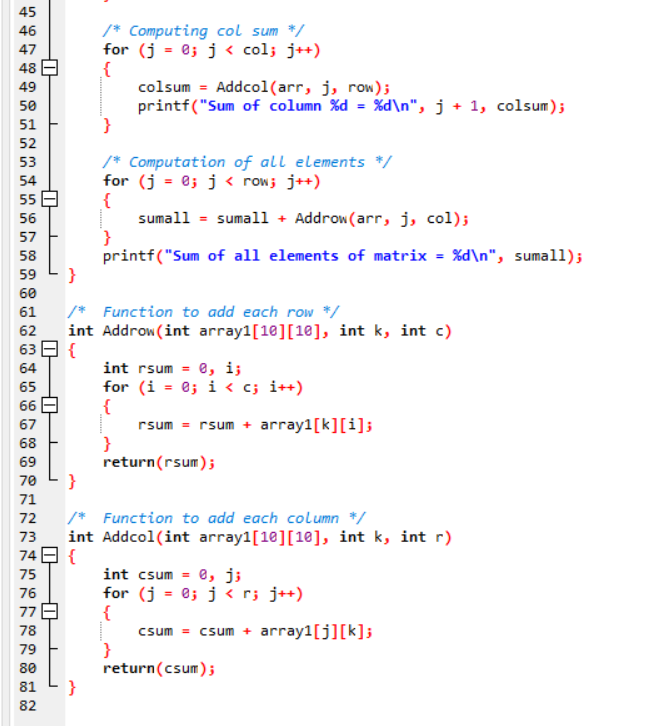 45
46 /* Computing col sum */
47 for (j = 0; j < col; j++)
48 {
49 colsum = Addcol(arr, j, row);
50 printf("Sum of column %d = %d\n", j + 1, colsum);
51 }
52
53 /* Computation of all elements */
54 for (j = 0; j < row; j++)
55 {
56 sumall = sumall + Addrow(arr, j, col);
57 }
58 printf("Sum of all elements of matrix = %d\n", sumall);
59 }
60
61 /*  Function to add each row */
62 int Addrow(int array1[10][10], int k, int c)
63 {
64 int rsum = 0, i;
65 for (i = 0; i < c; i++)
66 {
67 rsum = rsum + array1[k][i];
68 }
69 return(rsum);
70 }
71
72 /*  Function to add each column */
73 int Addcol(int array1[10][10], int k, int r)
74 {
75 int csum = 0, j;
76 for (j = 0; j < r; j++)
77 {
78 csum = csum + array1[j][k];
79 }
80 return(csum);
81 }
82